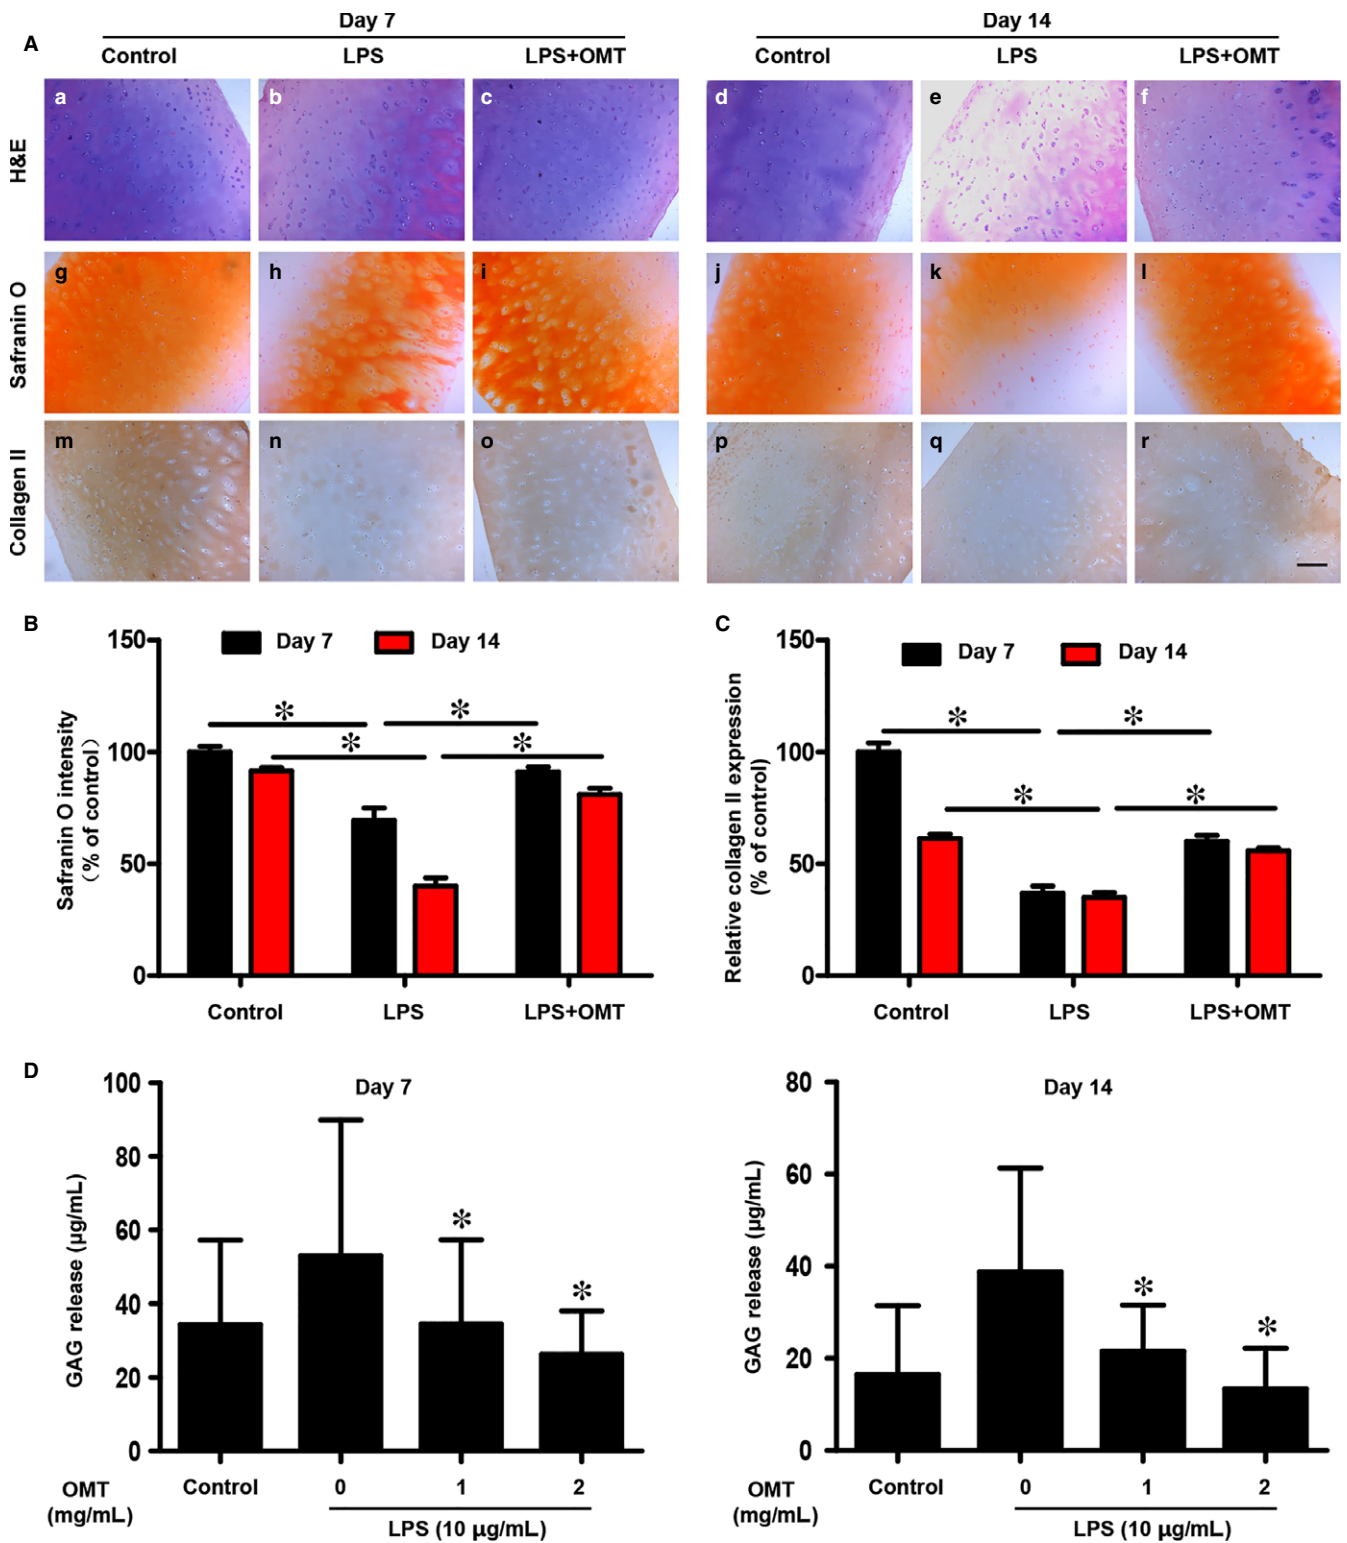 Day 7
Day 14
A
Control
LPS
LPS+OMT
Control
LPS
LPS+OMT
H&E
a
b
c
d
e
f
Safranin O
g
h
i
j
k
l
Collagen II
m
n
o
p
q
r
B
150
100
50
0
Day 7
Day 14
Safranin O intensity
(% of control)
*
*
*
*
Control
LPS
LPS+OMT
C
150
100
50
0
Day 7
Day 14
Relative collagen II expression
(% of control)
*
*
*
*
Control
LPS
LPS+OMT
D
Day 7
100
80
60
40
20
0
GAG release (µg/mL)
*
*
OMT
(mg/mL)
Control
0
1
2
LPS (10 µg/mL)
Day 14
80
60
40
20
0
GAG release (µg/mL)
*
*
OMT
(mg/mL)
Control
0
1
2
LPS (10 µg/mL)